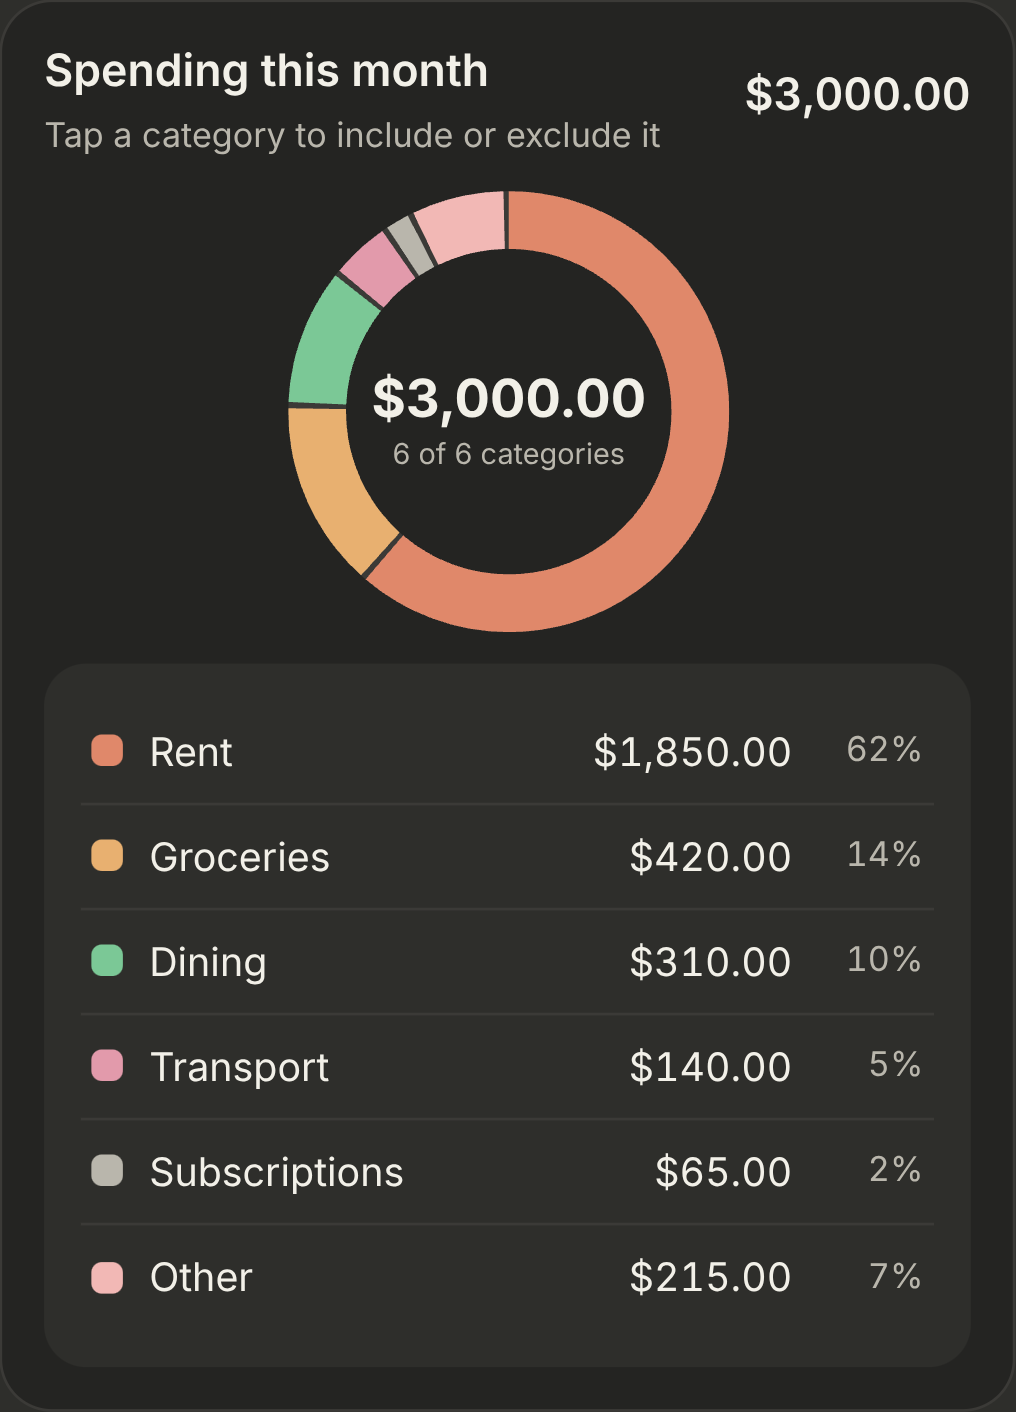 Spending this month
$3,000.00
Tap a category to include or exclude it
$3,000.00
6 of 6 categories
Rent $1,850.00 62%
Groceries $420.00 14%
Dining $310.00 10%
Transport $140.00 5%
Subscriptions $65.00 2%
Other $215.00 7%